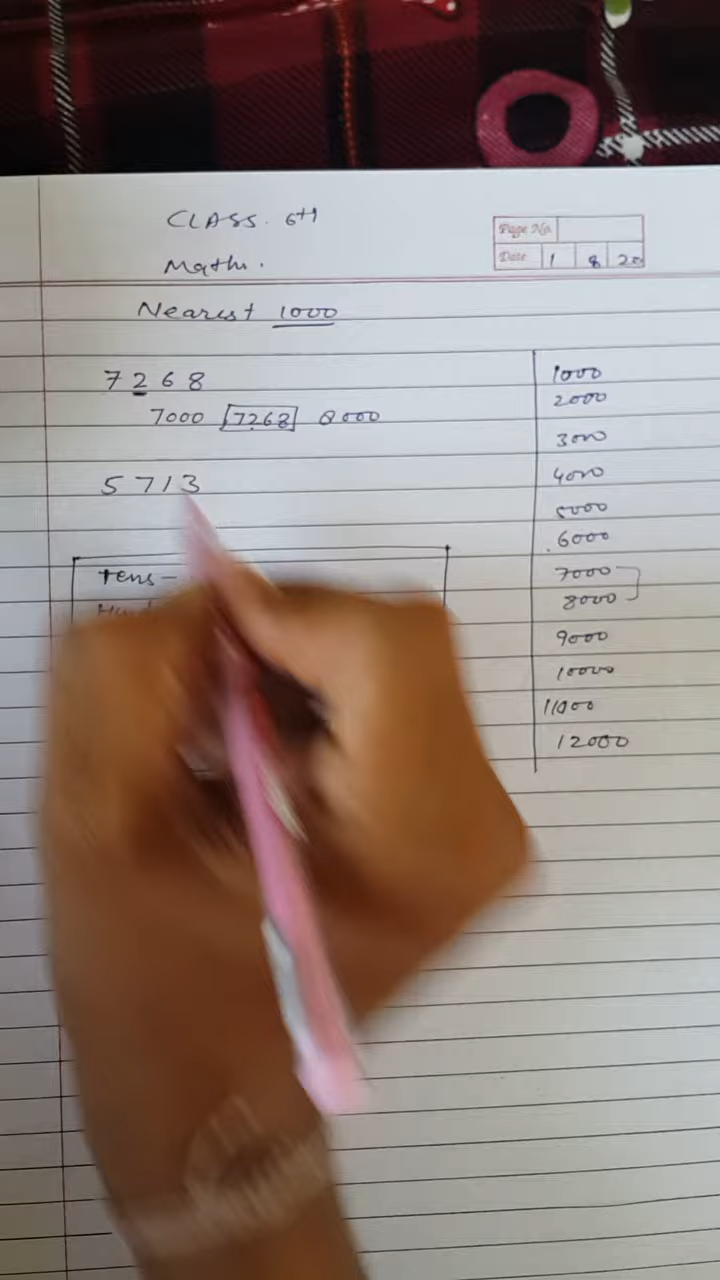 CLASS. 6th
Maths.
Page No.
Date 1 8 20
Nearest 1000
7268
7000 7268 8000
5713
Tens-
1000
2000
3000
4000
5000
6000
7000
8000
9000
10000
11000
12000